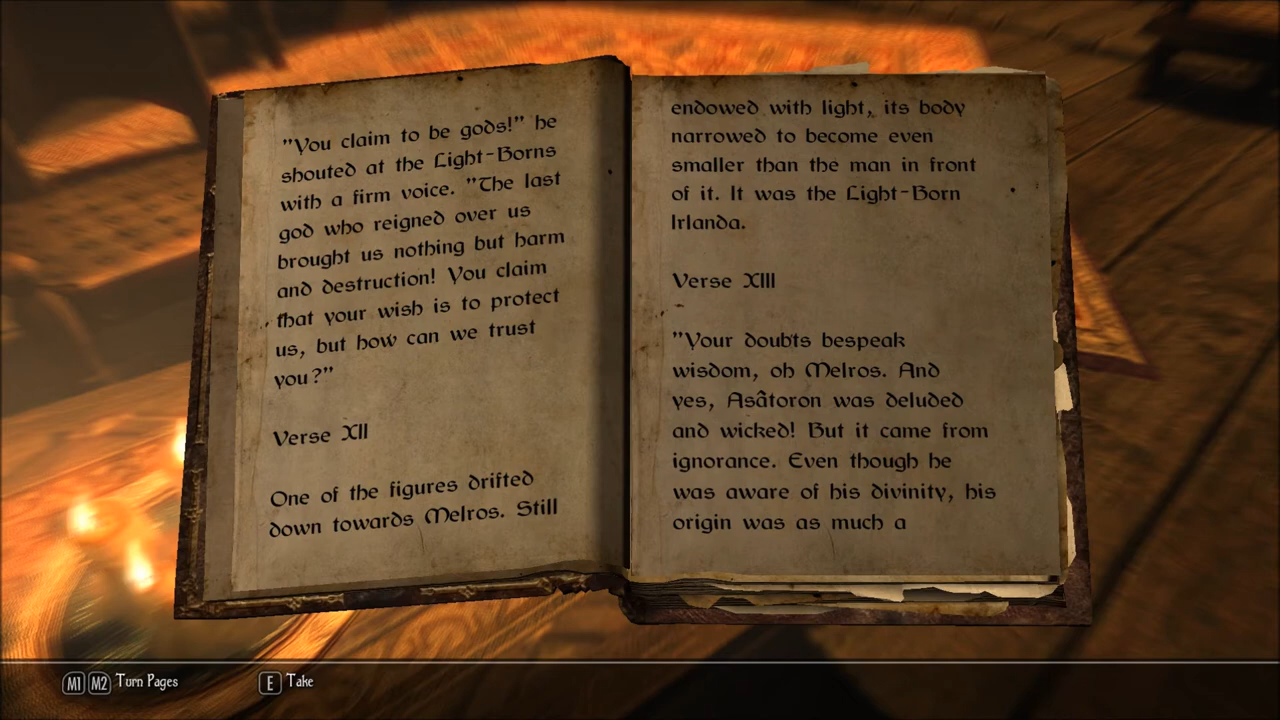 "You claim to be gods!" he
shouted at the Light-Borns
with a firm voice. "The last
god who reigned over us
brought us nothing but harm
and destruction! You claim
that your wish is to protect
us, but how can we trust
you?"
Verse XII
One of the figures drifted
down towards Melros. Still
endowed with light, its body
narrowed to become even
smaller than the man in front
of it. It was the Light-Born
Irlanda.
Verse XIII
"Your doubts bespeak
wisdom, oh Melros. And
yes, Asâtoron was deluded
and wicked! But it came from
ignorance. Even though he
was aware of his divinity, his
origin was as much a
M1 M2 Turn Pages
E Take